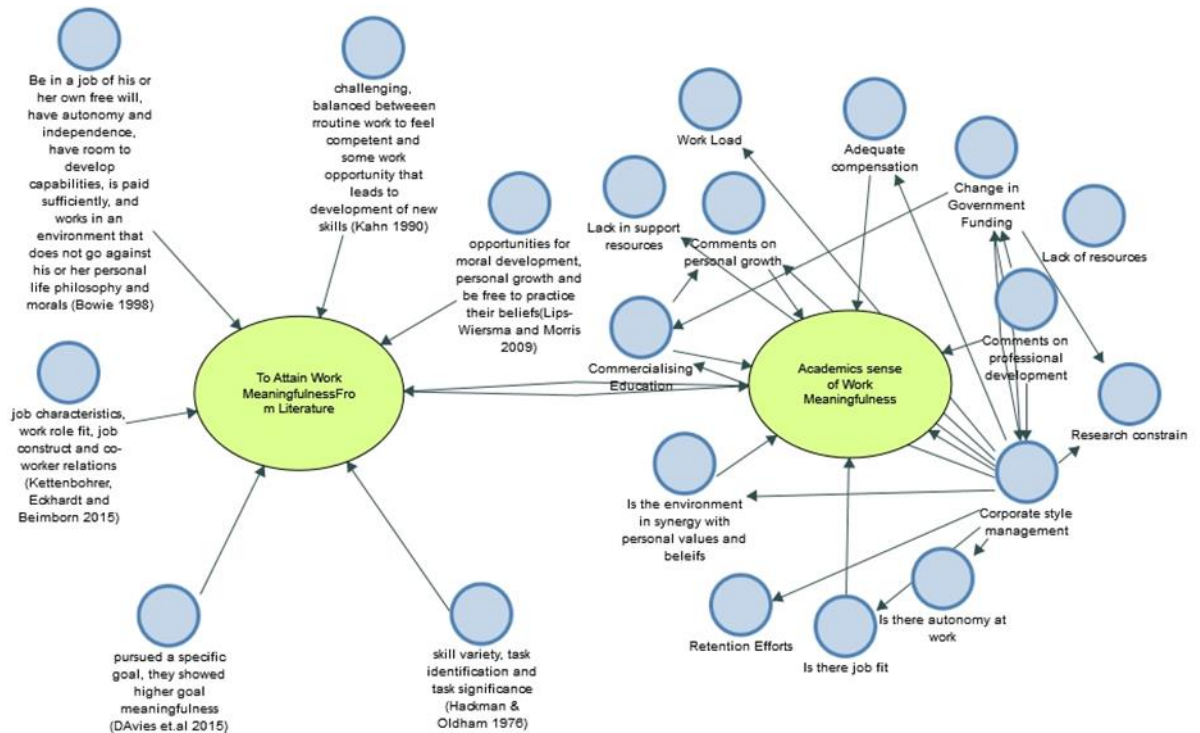 Be in a job of his or
her own free will,
have autonomy and
independence,
have room to
develop
capabilities, is paid
sufficiently, and
works in an
environment that
does not go against
his or her personal
life philosophy and
morals (Bowie 1998)
challenging,
balanced betweeen
rroutine work to feel
competent and
some work
opportunity that
leads to
development of new
skills (Kahn 1990)
opportunities for
moral development,
personal growth and
be free to practice
their beliefs(Lips-
Wiersma and Morris
2009)
To Attain Work
MeaningfulnessFro
m Literature
job characteristics,
work role fit, job
construct and co-
worker relations
(Kettenbohrer,
Eckhardt and
Beimborn 2015)
pursued a specific
goal, they showed
higher goal
meaningfulness
(DAvies et.al 2015)
skill variety, task
identification and
task significance
(Hackman &
Oldham 1976)
Work Load
Adequate
compensation
Change in
Government
Funding
Lack in support
resources
Comments on
personal growth
Lack of resources
Commercialising
Education
Academics sense
of Work
Meaningfulness
Comments on
professional
development
Research constrain
Is the environment
in synergy with
personal values and
beleifs
Corporate style
management
Retention Efforts
Is there job fit
Is there autonomy at
work